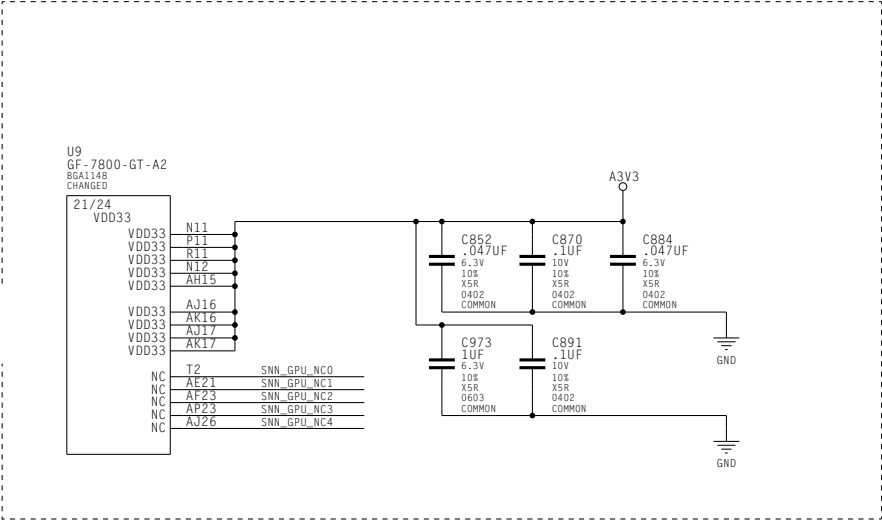 U9
GF-7800-GT-A2
BGA1148
CHANGED
21/24
VDD33
VDD33 N11
VDD33 P11
VDD33 R11
VDD33 N12
VDD33 AH15
VDD33 AJ16
VDD33 AK16
VDD33 AJ17
VDD33 AK17
NC T2 SNN_GPU_NC0
NC AE21 SNN_GPU_NC1
NC AF23 SNN_GPU_NC2
NC AP23 SNN_GPU_NC3
NC AJ26 SNN_GPU_NC4
A3V3
C852
.047UF
6.3V
10%
X5R
0402
COMMON
C870
.1UF
10V
10%
X5R
0402
COMMON
C884
.047UF
6.3V
10%
X5R
0402
COMMON
GND
C973
1UF
6.3V
10%
X5R
0603
COMMON
C891
.1UF
10V
10%
X5R
0402
COMMON
GND